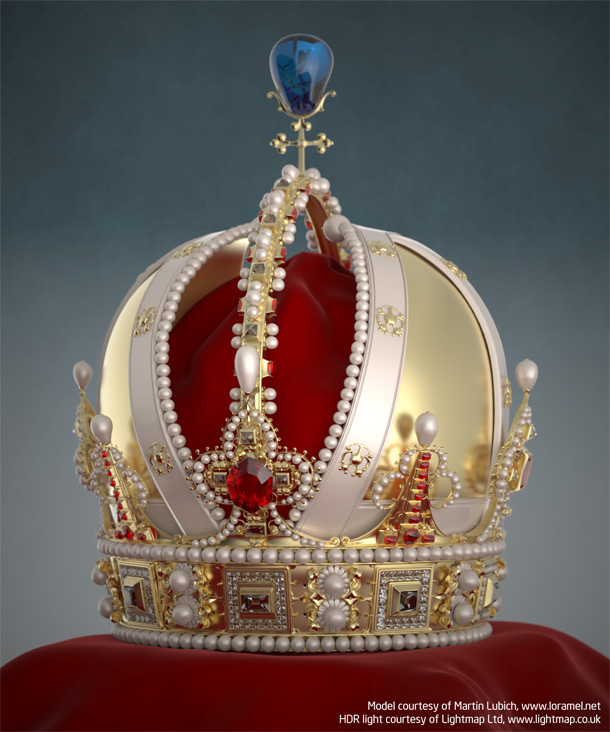 Model courtesy of Martin Lubich, www.loramel.net
HDR light courtesy of Lightmap Ltd, www.lightmap.co.uk